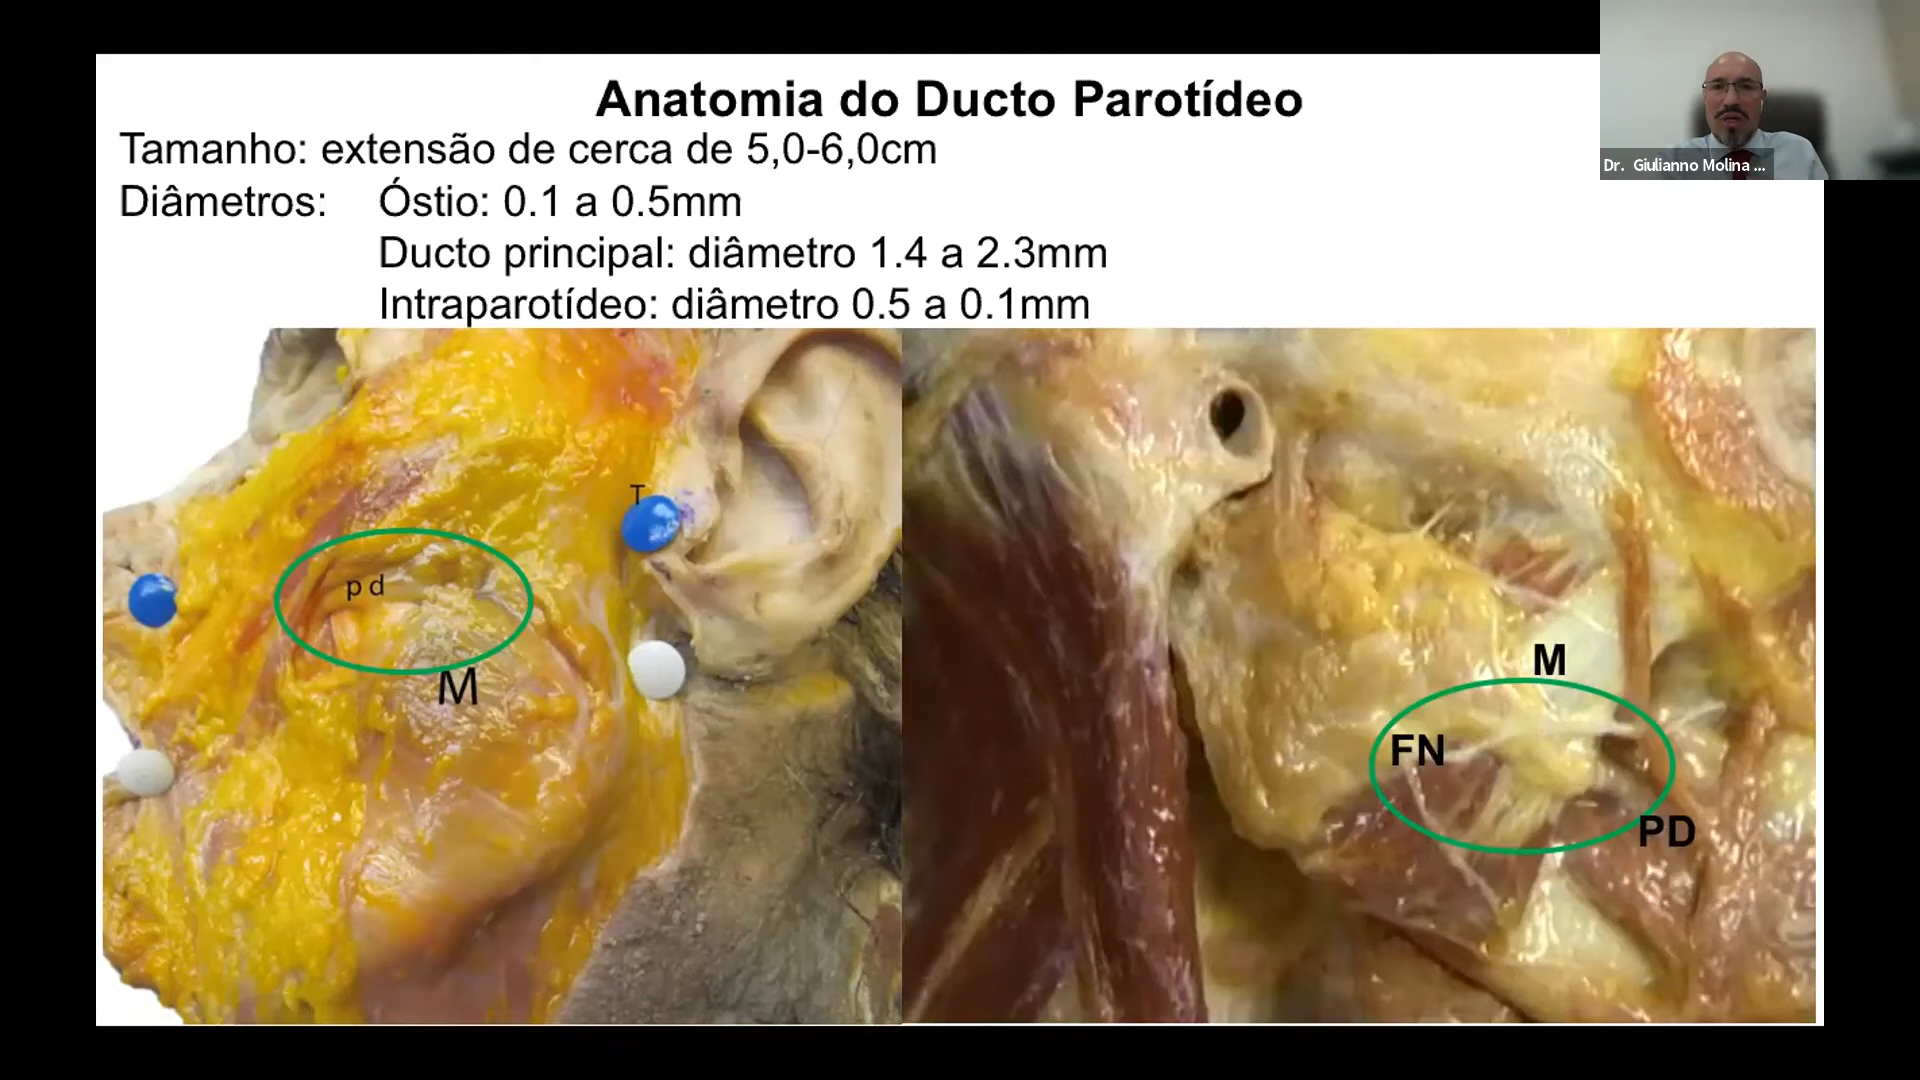 Anatomia do Ducto Parotídeo
Tamanho: extensão de cerca de 5,0-6,0cm
Diâmetros: Óstio: 0.1 a 0.5mm
Ducto principal: diâmetro 1.4 a 2.3mm
Intraparotídeo: diâmetro 0.5 a 0.1mm
Dr. Giulianno Molina ...
T
p d
M
M
FN
PD